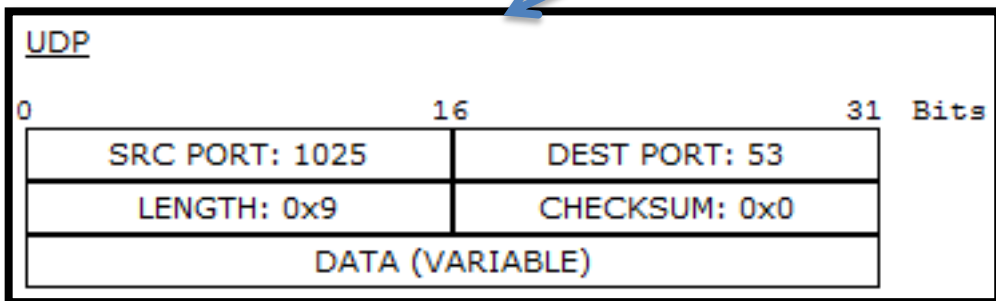 UDP
0 16 31 Bits
SRC PORT: 1025 DEST PORT: 53
LENGTH: 0x9 CHECKSUM: 0x0
DATA (VARIABLE)